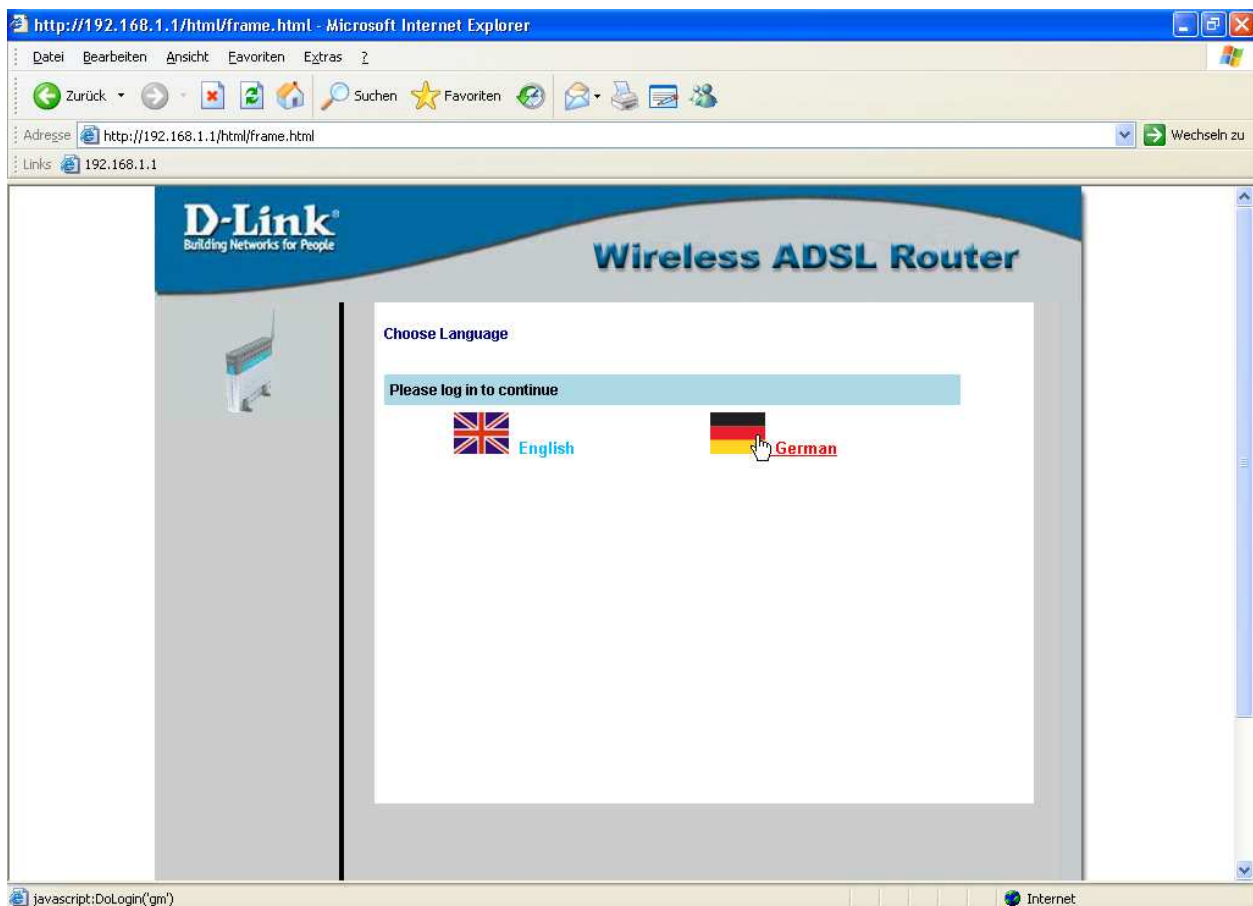 http://192.168.1.1/html/frame.html - Microsoft Internet Explorer
Datei Bearbeiten Ansicht Favoriten Extras ?
Zurück Suchen Favoriten
Adresse http://192.168.1.1/html/frame.html Wechseln zu
Links 192.168.1.1
D-Link®
Building Networks for People
Wireless ADSL Router
Choose Language
Please log in to continue
English German
javascript:DoLogin('gm') Internet